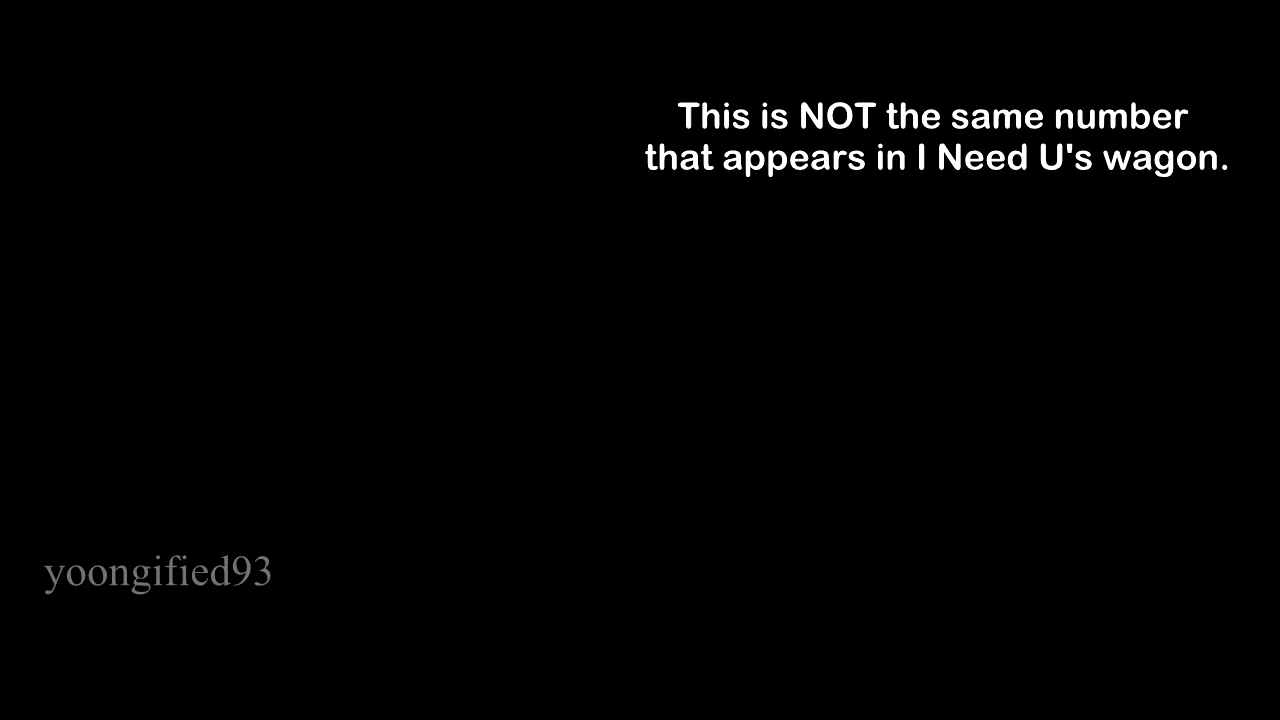 This is NOT the same number
that appears in I Need U's wagon.
yoongified93